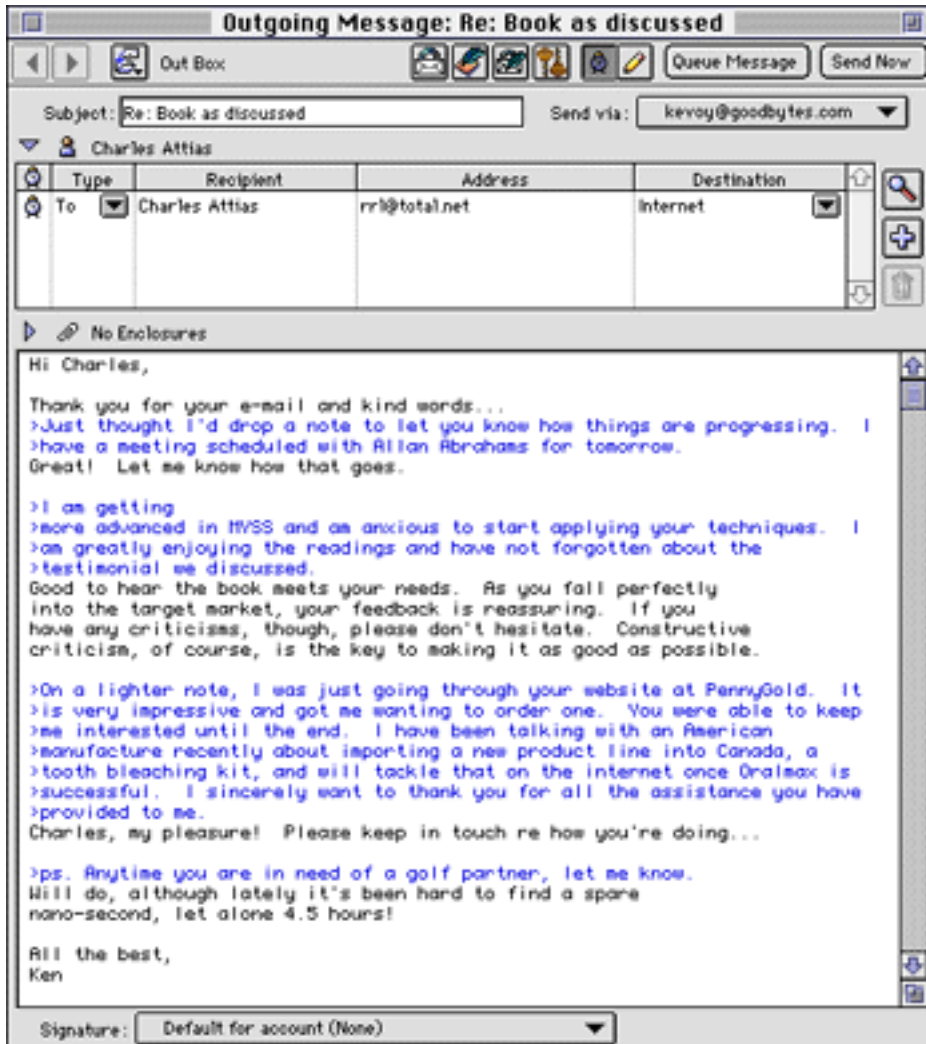 Outgoing Message: Re: Book as discussed
Out Box
Queue Message
Send Now
Subject: Re: Book as discussed
Send via: kevoy@goodbytes.com
Charles Attias
Type Recipient Address Destination
To Charles Attias rrl@total.net Internet
No Enclosures
Hi Charles,
Thank you for your e-mail and kind words...
>Just thought I'd drop a note to let you know how things are progressing.  I
>have a meeting scheduled with Allan Abrahams for tomorrow.
Great!  Let me know how that goes.
>I am getting
>more advanced in MYSS and am anxious to start applying your techniques.  I
>am greatly enjoying the readings and have not forgotten about the
>testimonial we discussed.
Good to hear the book meets your needs.  As you fall perfectly
into the target market, your feedback is reassuring.  If you
have any criticisms, though, please don't hesitate.  Constructive
criticism, of course, is the key to making it as good as possible.
>On a lighter note, I was just going through your website at PennyGold.  It
>is very impressive and got me wanting to order one.  You were able to keep
>me interested until the end.  I have been talking with an American
>manufacture recently about importing a new product line into Canada, a
>tooth bleaching kit, and will tackle that on the internet once Oralmax is
>successful.  I sincerely want to thank you for all the assistance you have
>provided to me.
Charles, my pleasure!  Please keep in touch re how you're doing...
>ps. Anytime you are in need of a golf partner, let me know.
Will do, although lately it's been hard to find a spare
nano-second, let alone 4.5 hours!
All the best,
Ken
Signature: Default for account (None)